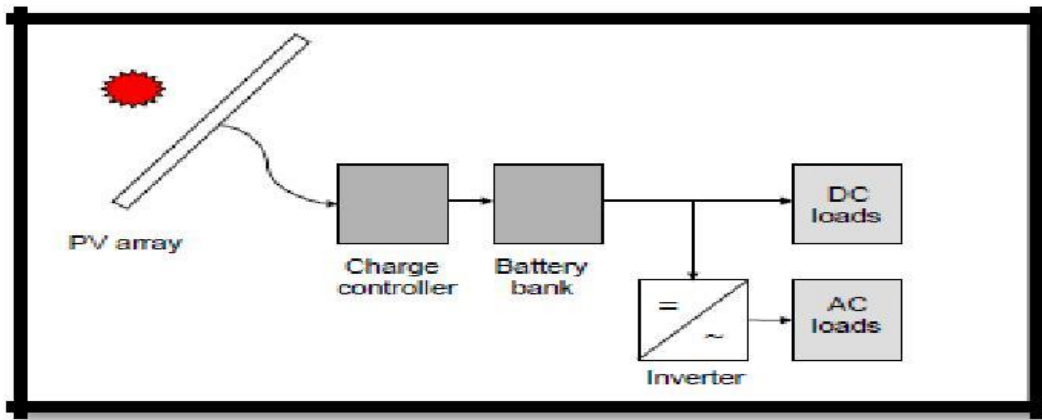 PV array
Charge
controller
Battery
bank
DC
loads
=
~
Inverter
AC
loads